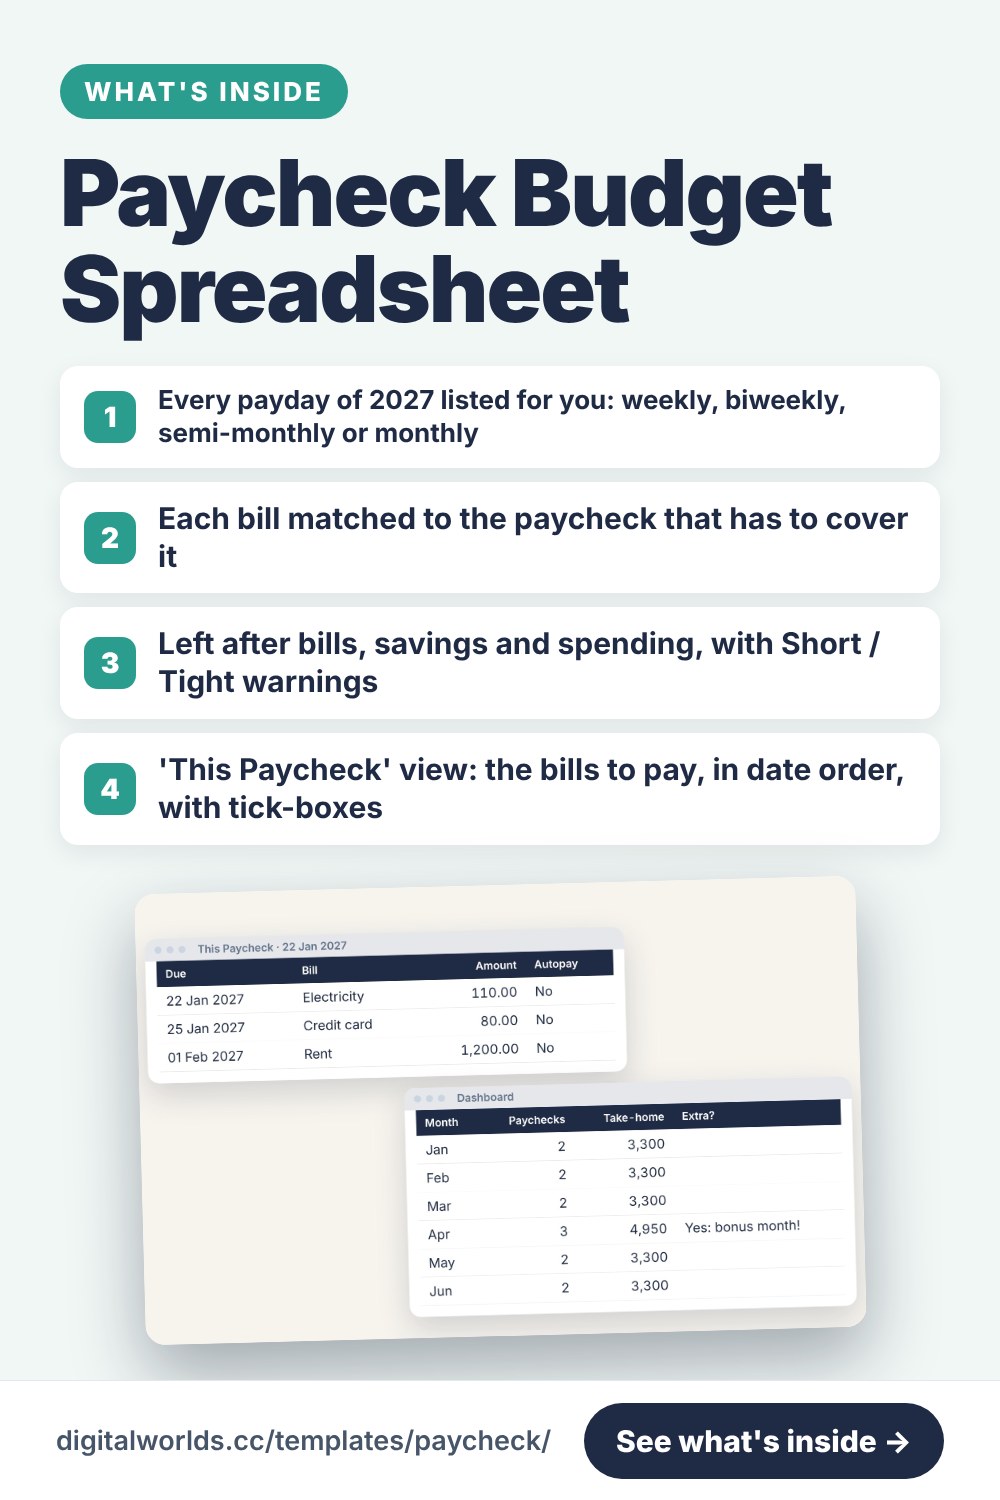 WHAT'S INSIDE
Paycheck Budget
Spreadsheet
1 Every payday of 2027 listed for you: weekly, biweekly,
semi-monthly or monthly
2 Each bill matched to the paycheck that has to cover
it
3 Left after bills, savings and spending, with Short /
Tight warnings
4 'This Paycheck' view: the bills to pay, in date order,
with tick-boxes
This Paycheck · 22 Jan 2027
Due Bill Amount Autopay
22 Jan 2027 Electricity 110.00 No
25 Jan 2027 Credit card 80.00 No
01 Feb 2027 Rent 1,200.00 No
Dashboard
Month Paychecks Take-home Extra?
Jan 2 3,300
Feb 2 3,300
Mar 2 3,300
Apr 3 4,950 Yes: bonus month!
May 2 3,300
Jun 2 3,300
digitalworlds.cc/templates/paycheck/
See what's inside →